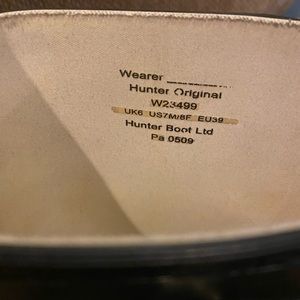 Wearer
Hunter Original
W23499
UK6 US7M/8F EU39
Hunter Boot Ltd
Pa 0509